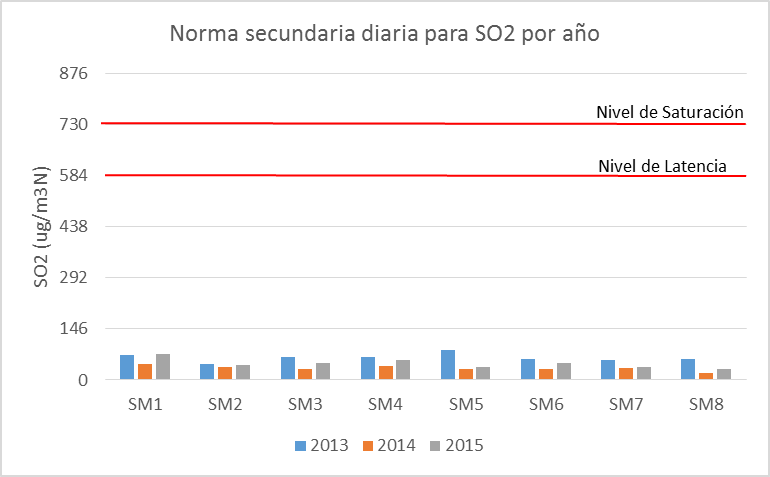 Norma secundaria diaria para SO2 por año
876
Nivel de Saturación
730
Nivel de Latencia
584
438
292
146
0
SO2 (ug/m3N)
SM1 SM2 SM3 SM4 SM5 SM6 SM7 SM8
2013 2014 2015